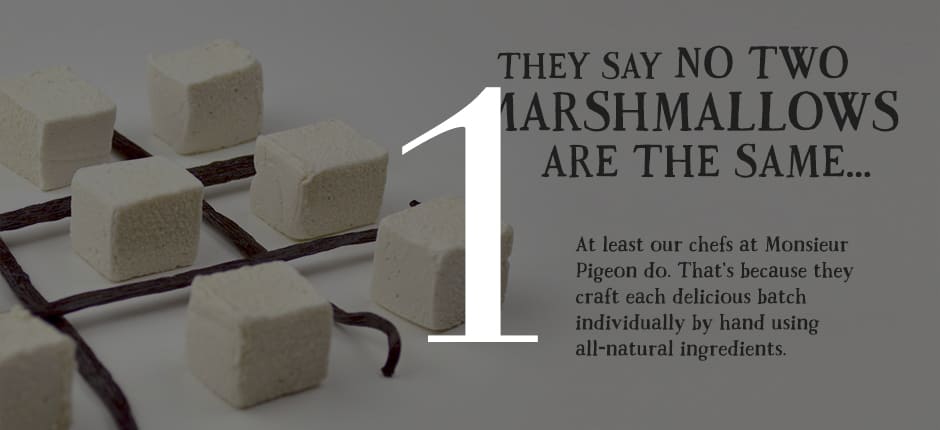 THEY SAY NO TWO
MARSHMALLOWS
ARE THE SAME...
1
At least our chefs at Monsieur
Pigeon do. That's because they
craft each delicious batch
individually by hand using
all-natural ingredients.